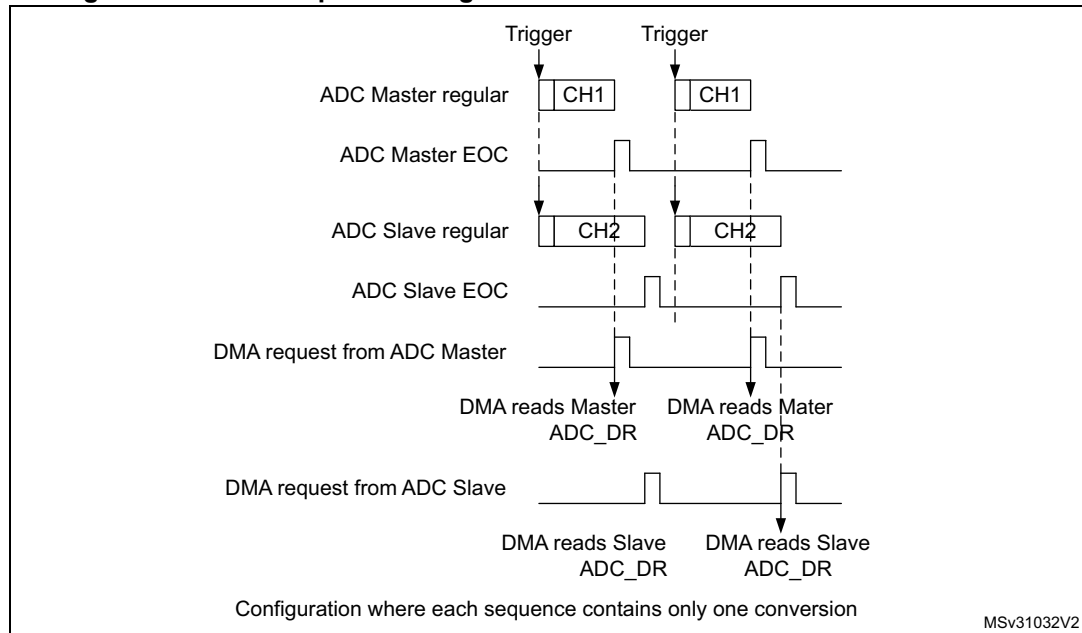 Trigger Trigger
ADC Master regular CH1 CH1
ADC Master EOC
ADC Slave regular CH2 CH2
ADC Slave EOC
DMA request from ADC Master
DMA reads Master DMA reads Mater
ADC_DR ADC_DR
DMA request from ADC Slave
DMA reads Slave DMA reads Slave
ADC_DR ADC_DR
Configuration where each sequence contains only one conversion
MSv31032V2